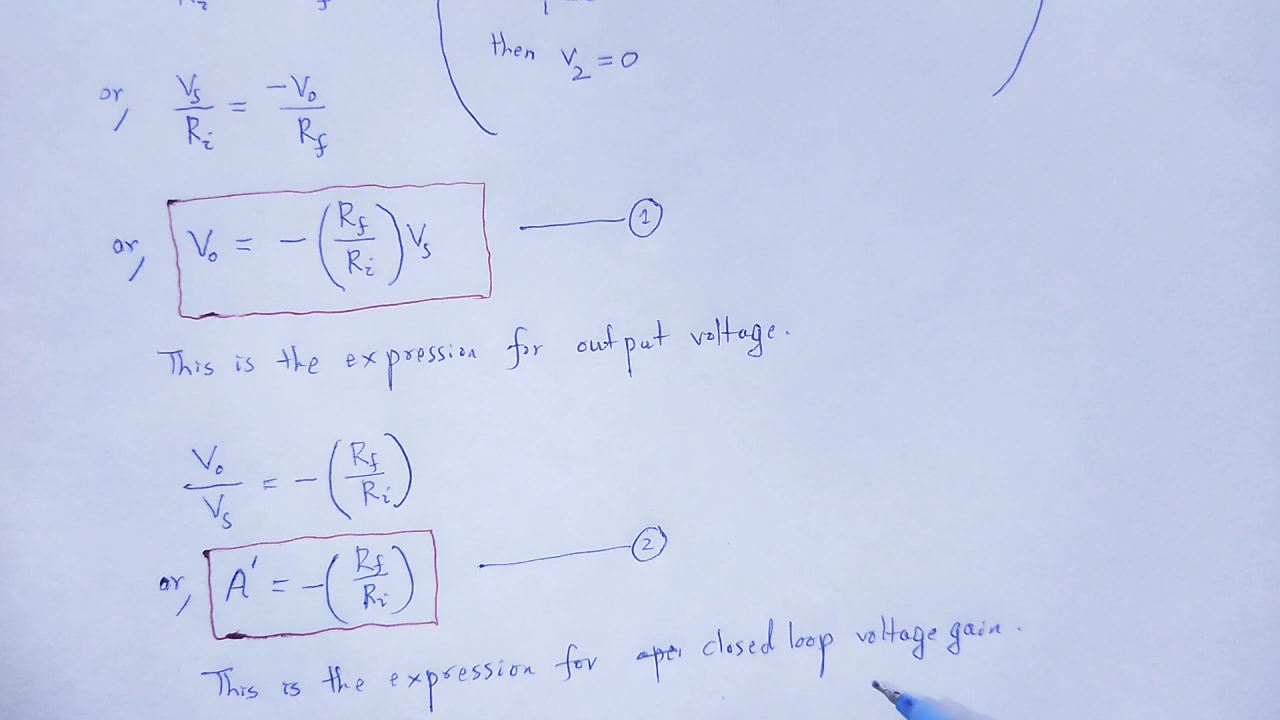 then V₂ = 0
or, Vs/Ri = -Vo/Rf
or, Vo = -(Rf/Ri)Vs ①
This is the expression for output voltage.
Vo/Vs = -(Rf/Ri)
or, A' = -(Rf/Ri) ②
This is the expression for closed loop voltage gain.